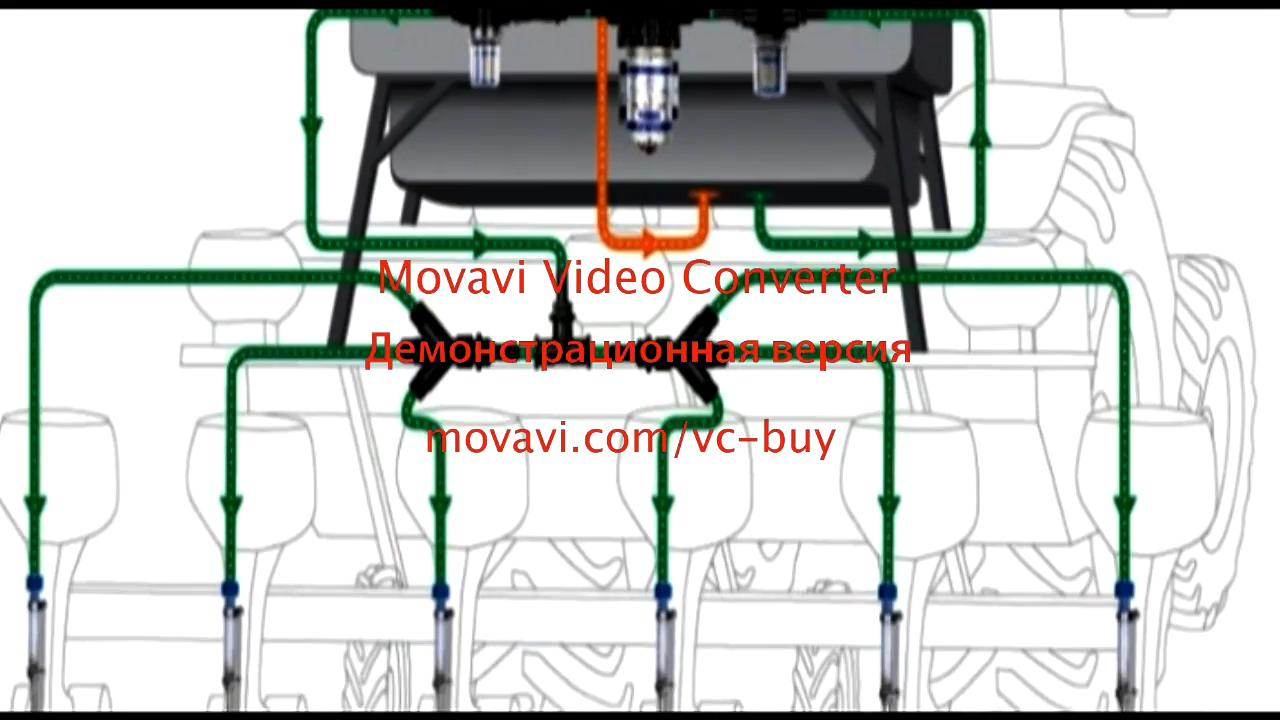 Movavi Video Converter
Демонстрационная версия
movavi.com/vc-buy